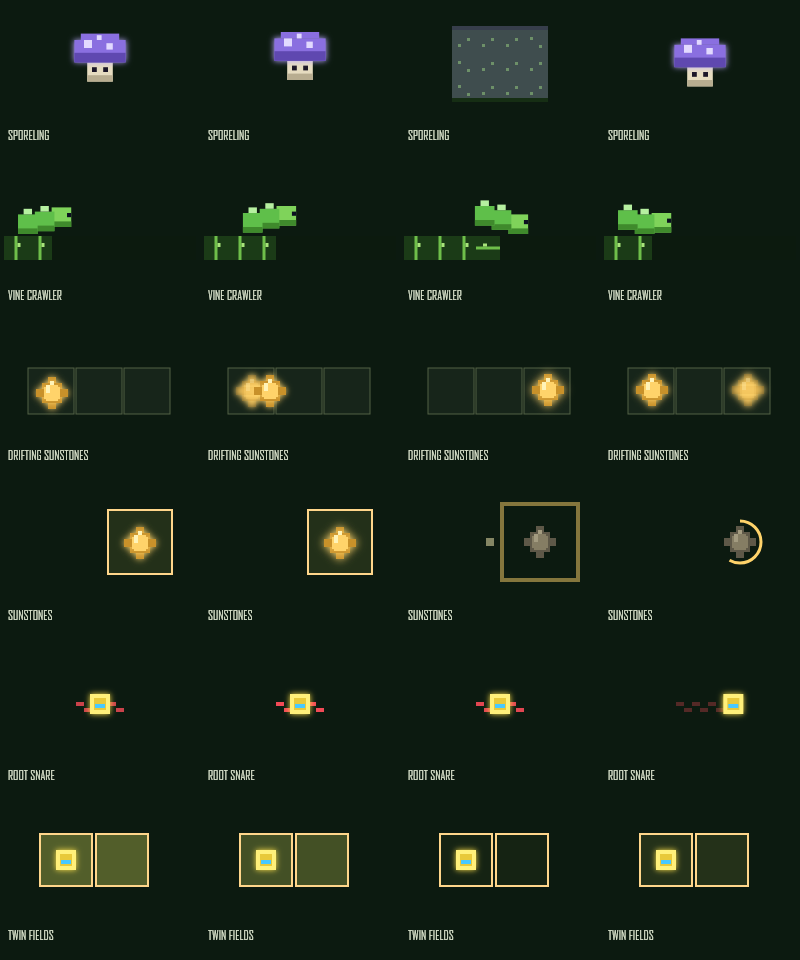 SPORELING SPORELING SPORELING SPORELING
VINE CRAWLER VINE CRAWLER VINE CRAWLER VINE CRAWLER
DRIFTING SUNSTONES DRIFTING SUNSTONES DRIFTING SUNSTONES DRIFTING SUNSTONES
SUNSTONES SUNSTONES SUNSTONES SUNSTONES
ROOT SNARE ROOT SNARE ROOT SNARE ROOT SNARE
TWIN FIELDS TWIN FIELDS TWIN FIELDS TWIN FIELDS